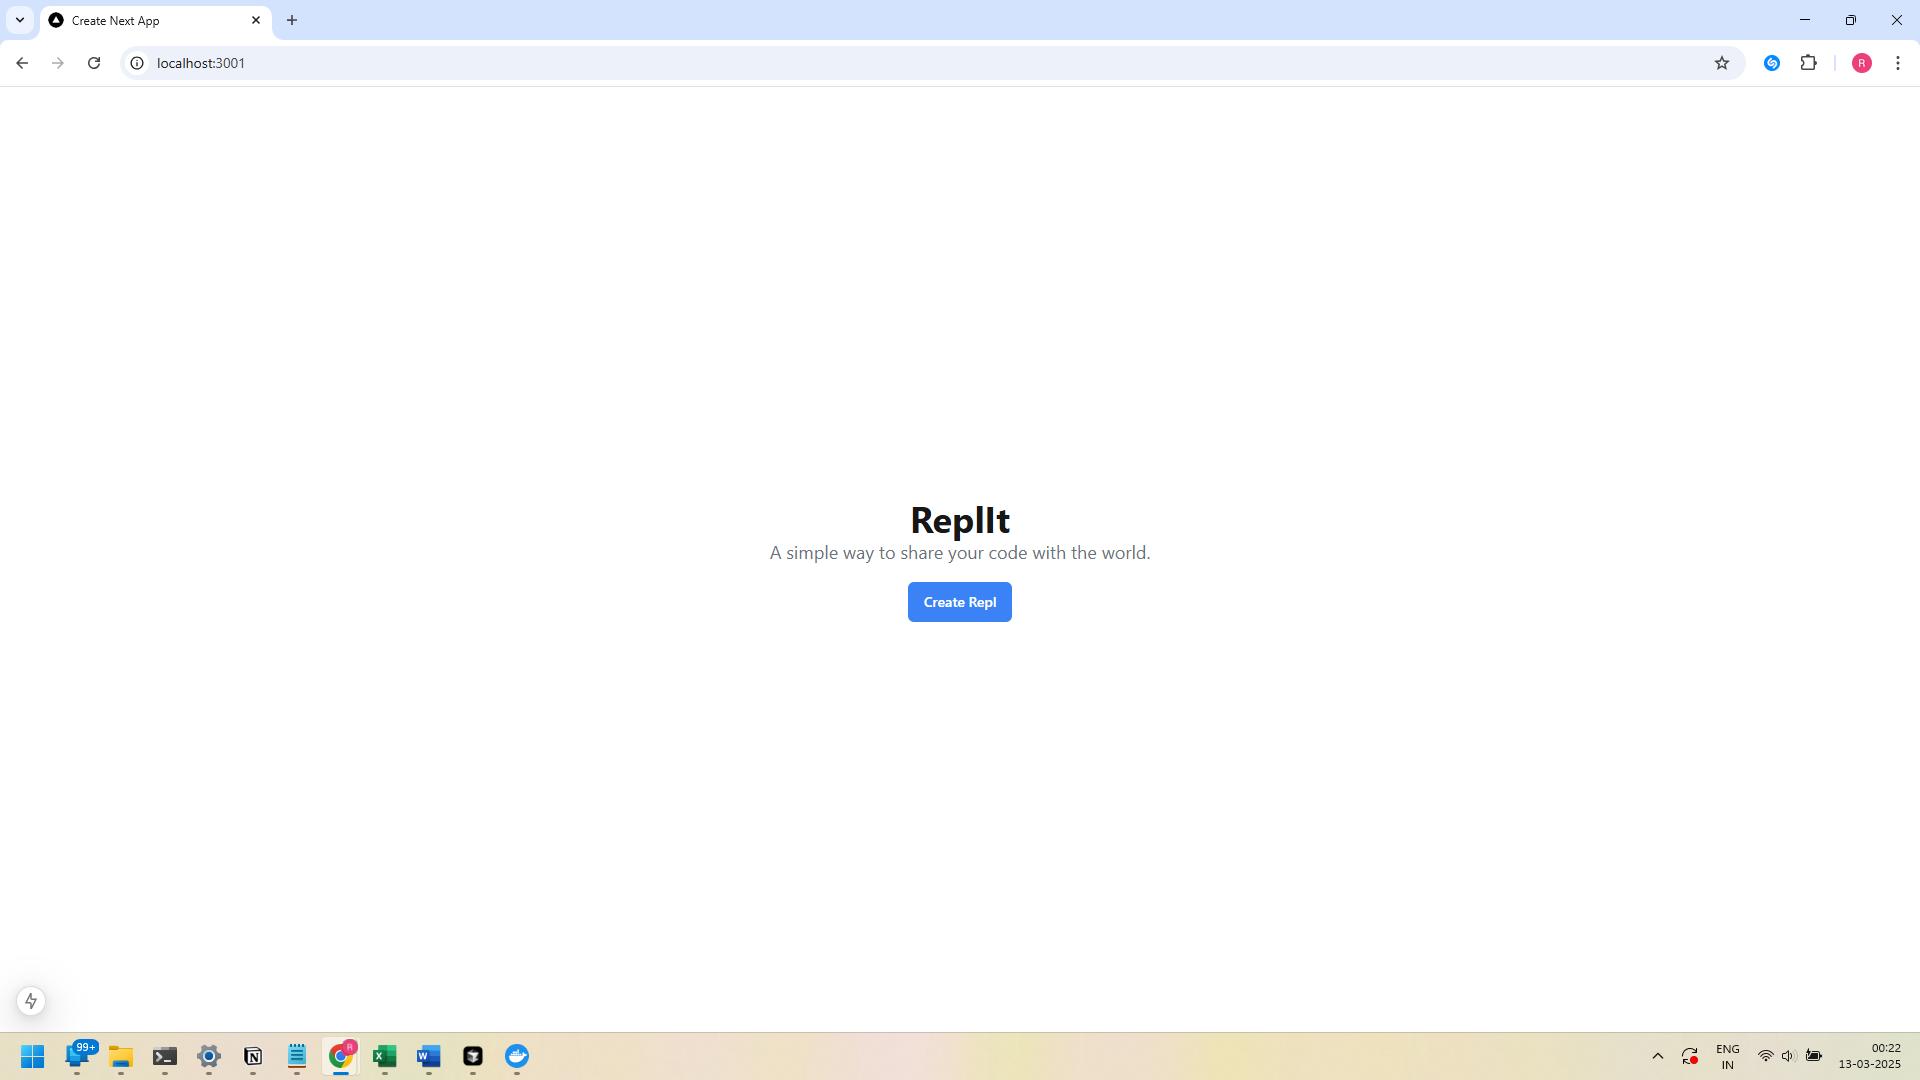 Create Next App
localhost:3001
R
ReplIt
A simple way to share your code with the world.
Create Repl
99+
R
ENG
IN
00:22
13-03-2025